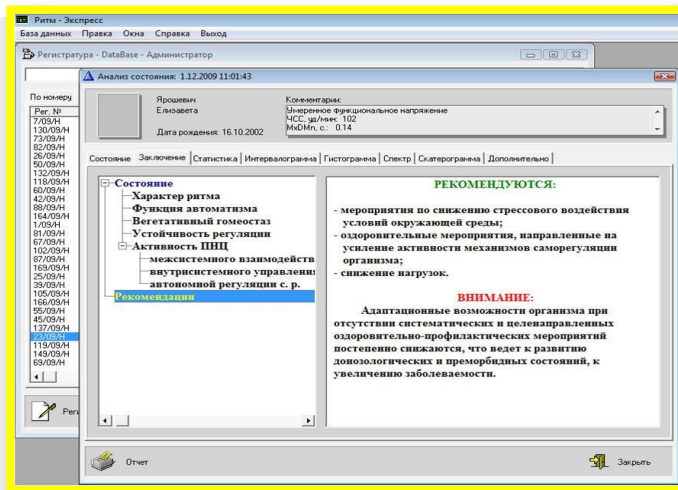 Ритм - Экспресс
База данных Правка Окна Справка Выход
Регистратура - DataBase - Администратор
Анализ состояния: 1.12.2009 11:01:43
По номеру
Рег. №
7/09/Н
130/09/Н
73/09/Н
82/09/Н
26/09/Н
50/09/Н
132/09/Н
118/09/Н
60/09/Н
42/09/Н
88/09/Н
164/09/Н
1/09/Н
81/09/Н
67/09/Н
102/09/Н
87/09/Н
169/09/Н
25/09/Н
39/09/Н
105/09/Н
166/09/Н
55/09/Н
45/09/Н
137/09/Н
23/09/Н
119/09/Н
149/09/Н
69/09/Н
Ярошевич
Елизавета
Дата рождения: 16.10.2002
Комментарии:
Умеренное функциональное напряжение
ЧСС, уд/мин: 102
MxDMn, с.: 0.14
Состояние Заключение Статистика Интервалограмма Гистограмма Спектр Скатерограмма Дополнительно
Состояние
Характер ритма
Функция автоматизма
Вегетативный гомеостаз
Устойчивость регуляции
Активность ПНЦ
межсистемного взаимодейств
внутрисистемного управлени
автономной регуляции с. р.
Рекомендации
РЕКОМЕНДУЮТСЯ:
- мероприятия по снижению стрессового воздействия
условий окружающей среды;
- оздоровительные мероприятия, направленные на
усиление активности механизмов саморегуляции
организма;
- снижение нагрузок.
ВНИМАНИЕ:
Адаптационные возможности организма при
отсутствии систематических и целенаправленных
оздоровительно-профилактических мероприятий
постепенно снижаются, что ведет к развитию
донозологических и преморбидных состояний, к
увеличению заболеваемости.
Реги
Отчет
Закрыть